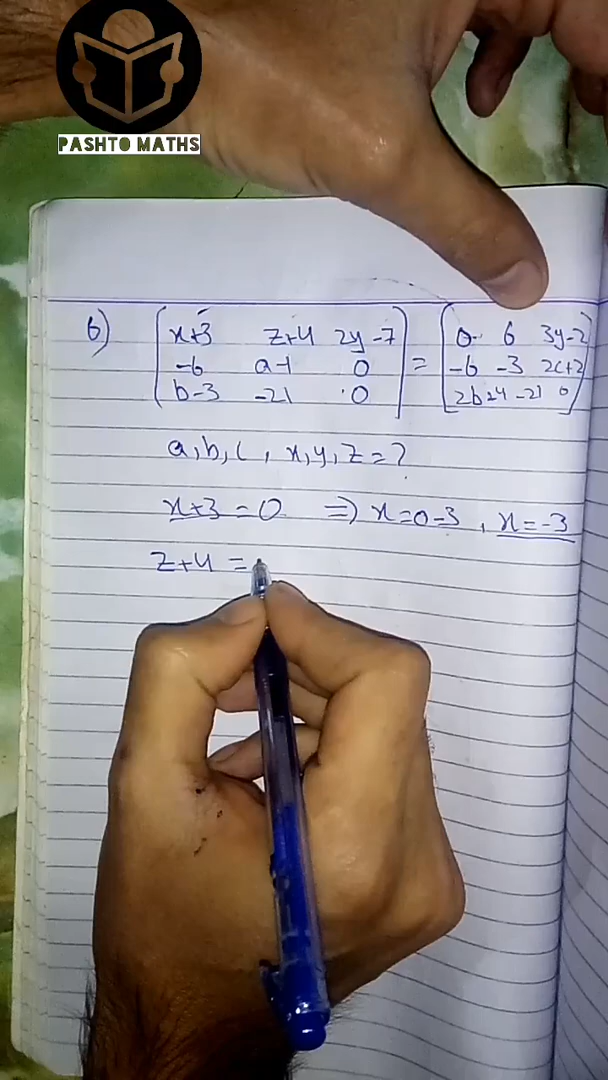 PASHTO MATHS
6) [x+3 z+4 2y-7] = [0 6 3y-2]
[-6 a-1 0] [-6 -3 2c+2]
[b-3 -21 0] [2b+4 -21 0]
a,b,c, x,y,z=?
x+3 = 0 ⇒ x=0-3, x=-3
z+4 =